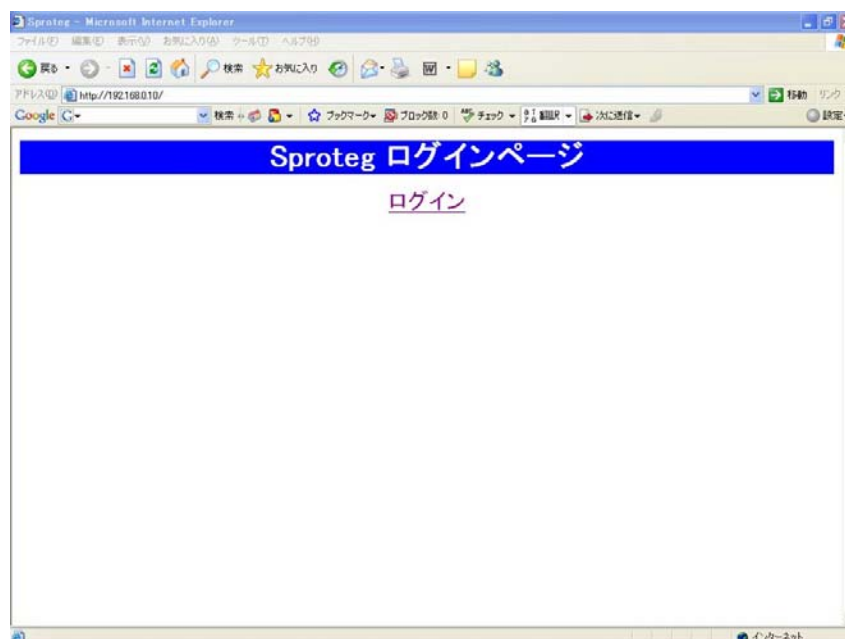 Sproteg - Microsoft Internet Explorer
ファイル(F) 編集(E) 表示(V) お気に入り(A) ツール(T) ヘルプ(H)
戻る 検索 お気に入り
アドレス(D) http://192.168.0.10/ 移動 リンク
Google G 検索 ブックマーク ブロック数: 0 チェック 翻訳 次に送信 設定
Sproteg ログインページ
ログイン
インターネット